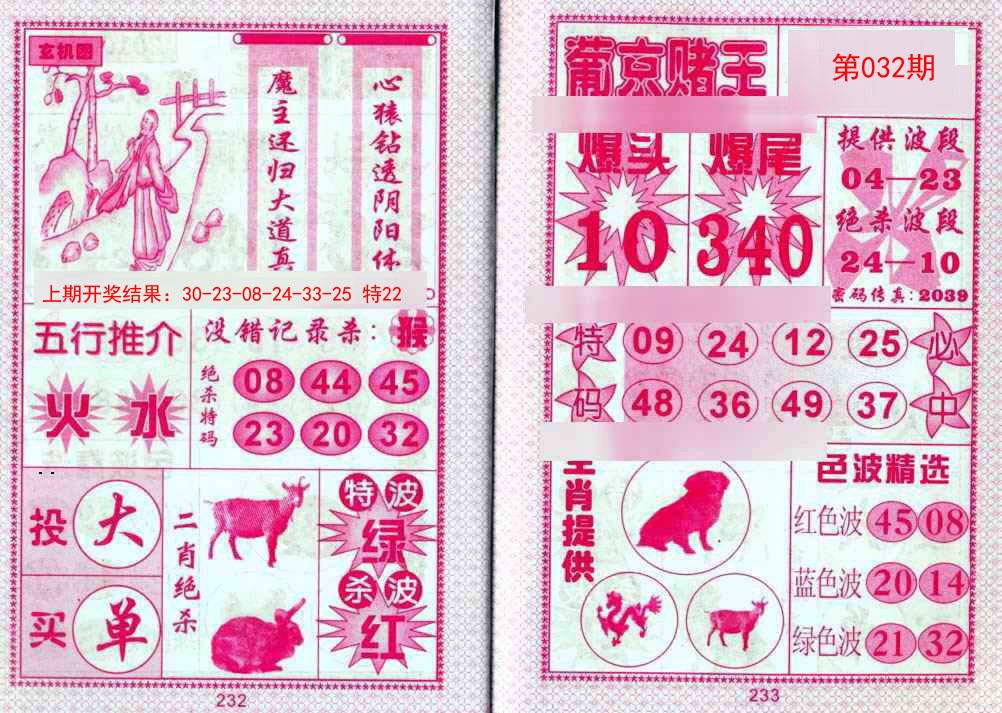 玄机图
心猿钻透阴阳体
魔主还归大道真
上期开奖结果：30-23-08-24-33-25 特22
五行推介
火 水
没错记录杀：猴
绝杀特码
08 44 45
23 20 32
投 大
买 单
二肖绝杀
特波
绿
杀波
红
232
葡京赌王
第032期
爆头
10
爆尾
340
提供波段
04—23
绝杀波段
24—10
密码传真：2039
特码
09 24 12 25
48 36 49 37
必中
生肖提供
色波精选
红色波 45 08
蓝色波 20 14
绿色波 21 32
233